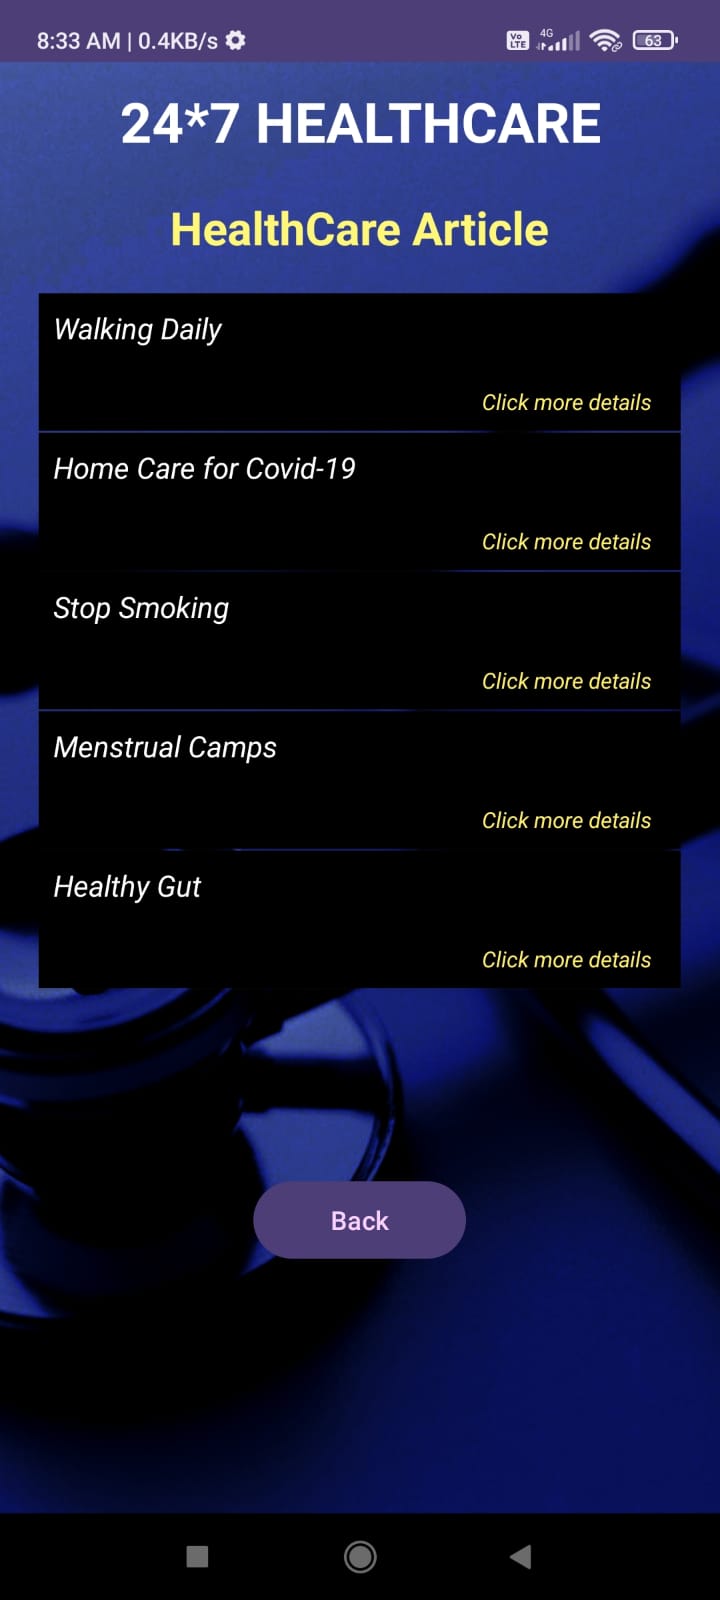 8:33 AM | 0.4KB/s
Vo LTE 4G 63
24*7 HEALTHCARE
HealthCare Article
Walking Daily
Click more details
Home Care for Covid-19
Click more details
Stop Smoking
Click more details
Menstrual Camps
Click more details
Healthy Gut
Click more details
Back